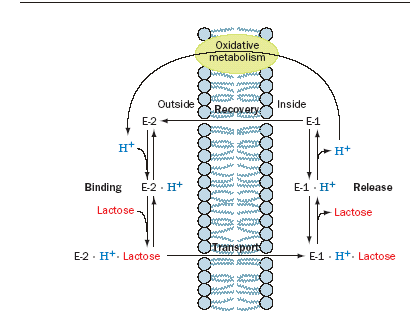 Oxidative
metabolism
Outside
Recovery
Inside
E-2
E-1
H+
H+
Binding
E-2 · H+
E-1 · H+
Release
Lactose
Lactose
E-2 · H+ · Lactose
Transport
E-1 · H+ · Lactose